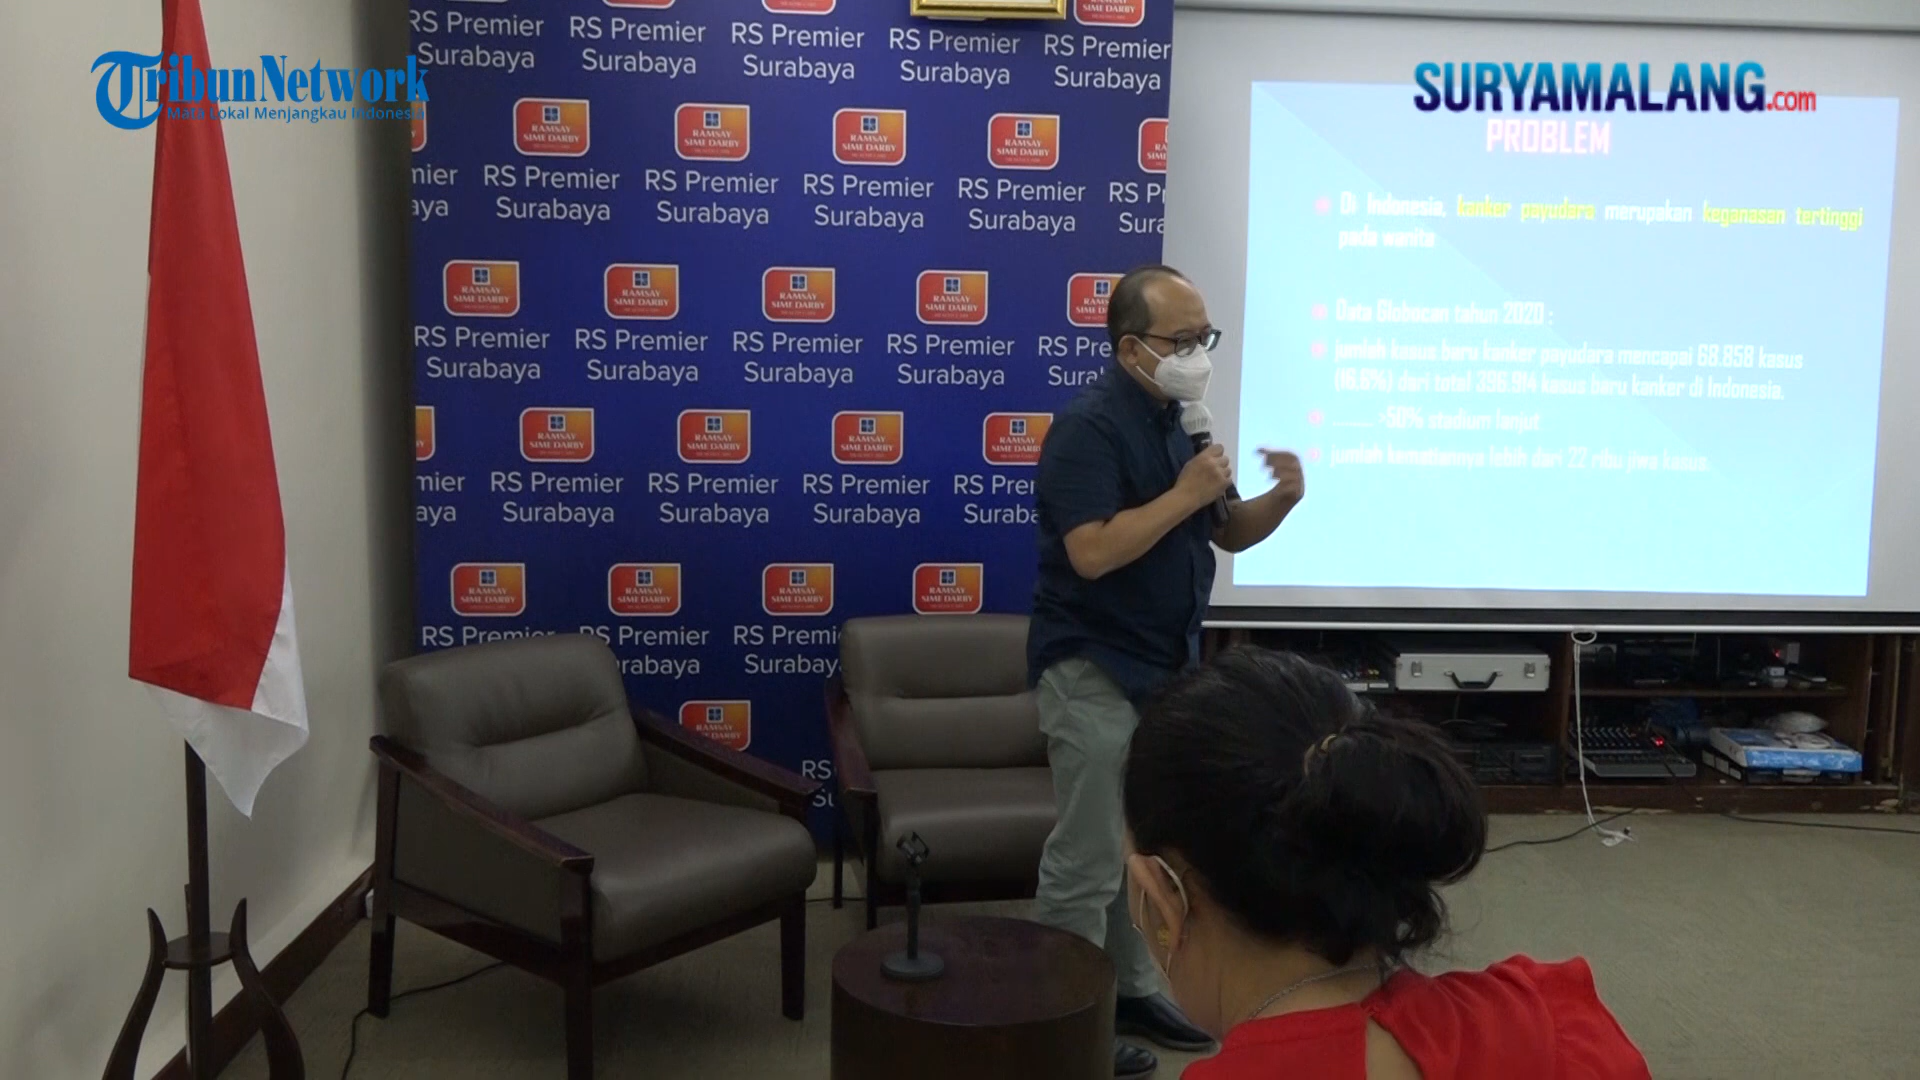 TribunNetwork
Mata Lokal Menjangkau Indonesia
SURYAMALANG.com
RS Premier
Surabaya
RAMSAY
SIME DARBY
PROBLEM
Di Indonesia, kanker payudara merupakan keganasan tertinggi
pada wanita
Data Globocan tahun 2020 :
jumlah kasus baru kanker payudara mencapai 68.858 kasus
(16,6%) dari total 396.914 kasus baru kanker di Indonesia.
........ >50% stadium lanjut
jumlah kematiannya lebih dari 22 ribu jiwa kasus.